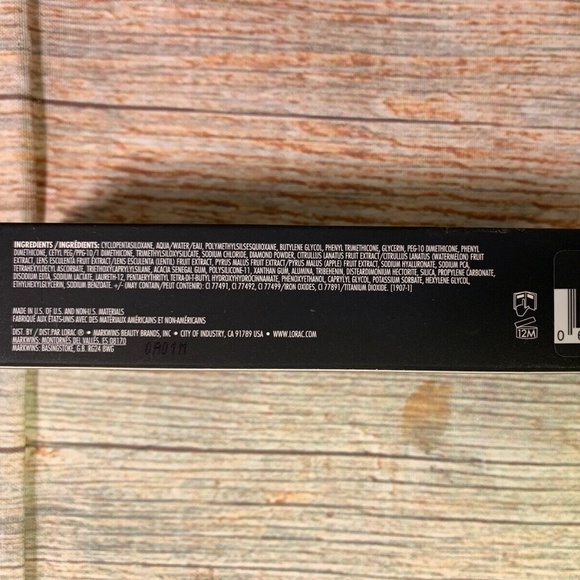 INGREDIENTS / INGRÉDIENTS: CYCLOPENTASILOXANE, AQUA/WATER/EAU, POLYMETHYLSILSESQUIOXANE, BUTYLENE GLYCOL, PHENYL TRIMETHICONE, GLYCERIN, PEG-10 DIMETHICONE, PHENYL
DIMETHICONE, CETYL PEG/PPG-10/1 DIMETHICONE, TRIMETHYLSILOXYSILICATE, SODIUM CHLORIDE, DIAMOND POWDER, CITRULLUS LANATUS FRUIT EXTRACT/CITRULLUS LANATUS (WATERMELON) FRUIT
EXTRACT, LENS ESCULENTA FRUIT EXTRACT/LENS ESCULENTA (LENTIL) FRUIT EXTRACT, PYRUS MALUS FRUIT EXTRACT/PYRUS MALUS (APPLE) FRUIT EXTRACT, SODIUM HYALURONATE, SODIUM PCA,
TETRAHEXYLDECYL ASCORBATE, TRIETHOXYCAPRYLYLSILANE, ACACIA SENEGAL GUM, POLYSILICONE-11, XANTHAN GUM, ALUMINA, TRIBEHENIN, DISTEARDIMONIUM HECTORITE, SILICA, PROPYLENE CARBONATE,
DISODIUM EDTA, SODIUM LACTATE, LAURETH-12, PENTAERYTHRITYL TETRA-DI-T-BUTYL HYDROXYHYDROCINNAMATE, PHENOXYETHANOL, CAPRYLYL GLYCOL, POTASSIUM SORBATE, HEXYLENE GLYCOL,
ETHYLHEXYLGLYCERIN, SODIUM BENZOATE. +/- (MAY CONTAIN/PEUT CONTENIR): CI 77491, CI 77492, CI 77499/IRON OXIDES, CI 77891/TITANIUM DIOXIDE. [1907-1]
MADE IN U.S. OF U.S. AND NON-U.S. MATERIALS
FABRIQUÉ AUX ÉTATS-UNIS AVEC DES MATÉRIAUX AMÉRICAINS ET NON-AMÉRICAINS
DIST. BY / DIST.PAR LORAC ® • MARKWINS BEAUTY BRANDS, INC • CITY OF INDUSTRY, CA 91789 USA • WWW.LORAC.COM
MARKWINS: MONTORNÉS DEL VALLÉS, ES 08170
MARKWINS: BASINGSTOKE, G.B. RG24 8WG
12M
0